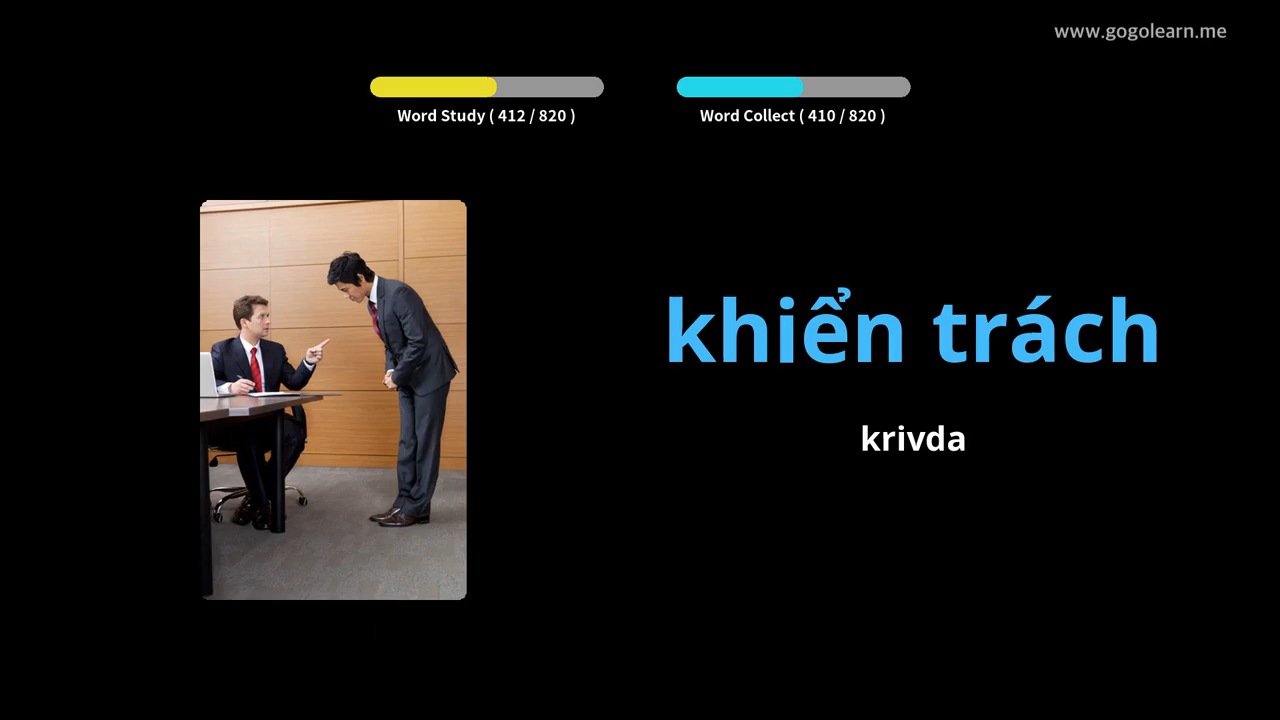 www.gogolearn.me
Word Study ( 412 / 820 )
Word Collect ( 410 / 820 )
khiển trách
krivda